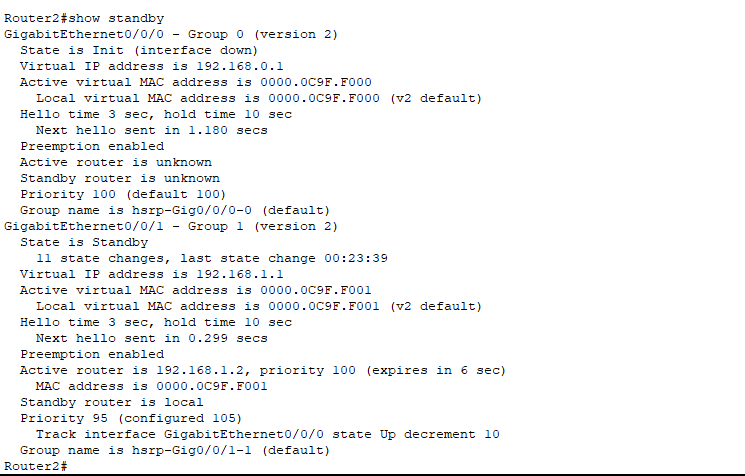 Router2#show standby
GigabitEthernet0/0/0 - Group 0 (version 2)
State is Init (interface down)
Virtual IP address is 192.168.0.1
Active virtual MAC address is 0000.0C9F.F000
Local virtual MAC address is 0000.0C9F.F000 (v2 default)
Hello time 3 sec, hold time 10 sec
Next hello sent in 1.180 secs
Preemption enabled
Active router is unknown
Standby router is unknown
Priority 100 (default 100)
Group name is hsrp-Gig0/0/0-0 (default)
GigabitEthernet0/0/1 - Group 1 (version 2)
State is Standby
11 state changes, last state change 00:23:39
Virtual IP address is 192.168.1.1
Active virtual MAC address is 0000.0C9F.F001
Local virtual MAC address is 0000.0C9F.F001 (v2 default)
Hello time 3 sec, hold time 10 sec
Next hello sent in 0.299 secs
Preemption enabled
Active router is 192.168.1.2, priority 100 (expires in 6 sec)
MAC address is 0000.0C9F.F001
Standby router is local
Priority 95 (configured 105)
Track interface GigabitEthernet0/0/0 state Up decrement 10
Group name is hsrp-Gig0/0/1-1 (default)
Router2#